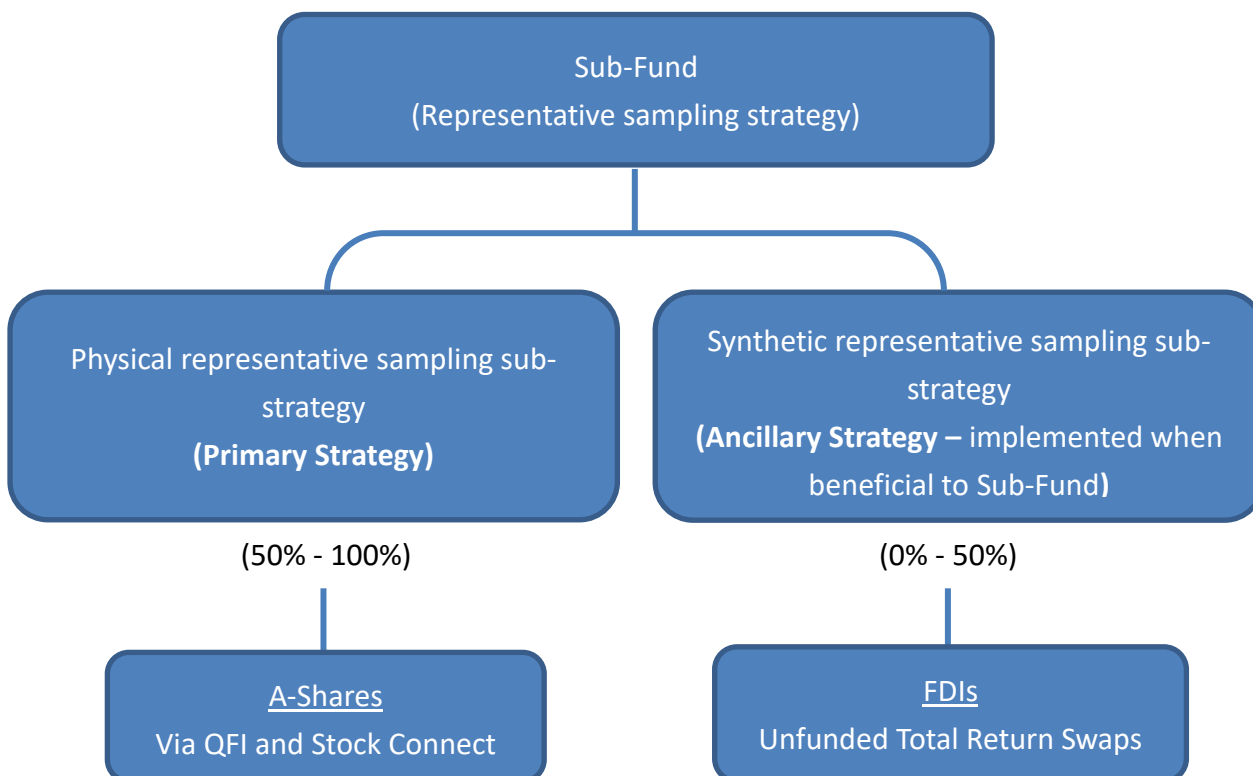 Sub-Fund
(Representative sampling strategy)
Physical representative sampling sub-
strategy
(Primary Strategy)
Synthetic representative sampling sub-
strategy
(Ancillary Strategy – implemented when
beneficial to Sub-Fund)
(50% - 100%)
(0% - 50%)
A-Shares
Via QFI and Stock Connect
FDIs
Unfunded Total Return Swaps